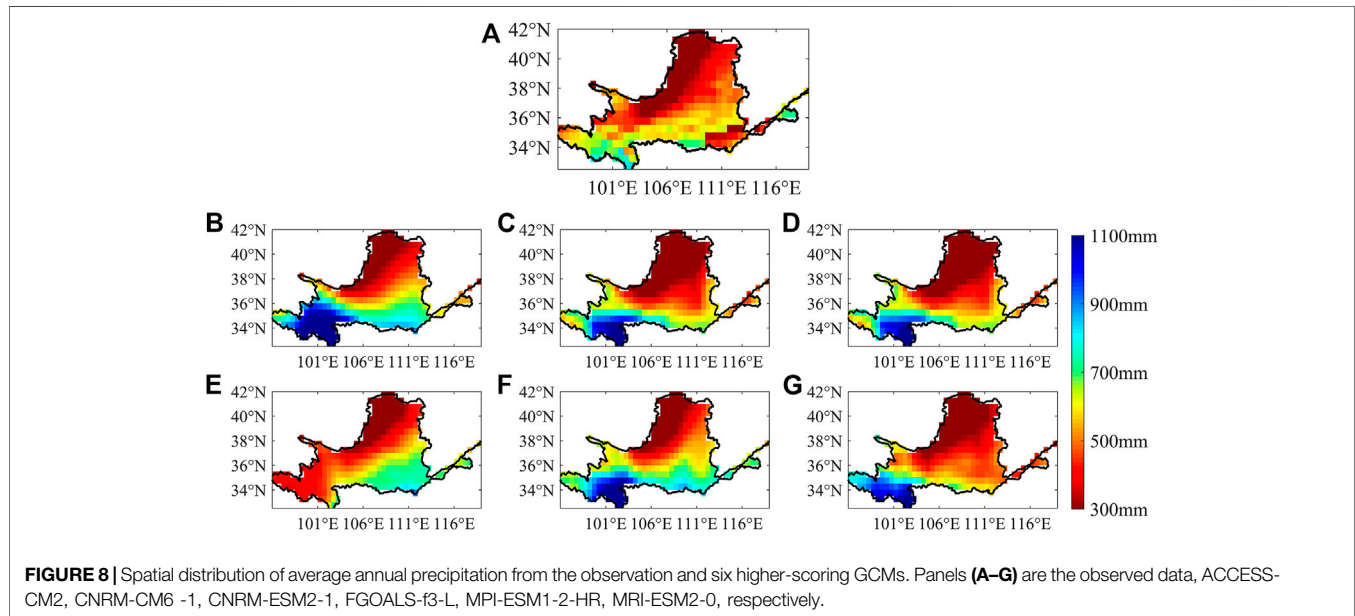 A
42°N
40°N
38°N
36°N
34°N
101°E 106°E 111°E 116°E
B
42°N
40°N
38°N
36°N
34°N
101°E 106°E 111°E 116°E
C
42°N
40°N
38°N
36°N
34°N
101°E 106°E 111°E 116°E
D
42°N
40°N
38°N
36°N
34°N
101°E 106°E 111°E 116°E
E
42°N
40°N
38°N
36°N
34°N
101°E 106°E 111°E 116°E
F
42°N
40°N
38°N
36°N
34°N
101°E 106°E 111°E 116°E
G
42°N
40°N
38°N
36°N
34°N
101°E 106°E 111°E 116°E
1100mm
900mm
700mm
500mm
300mm
FIGURE 8 | Spatial distribution of average annual precipitation from the observation and six higher-scoring GCMs. Panels (A–G) are the observed data, ACCESS-
CM2, CNRM-CM6 -1, CNRM-ESM2-1, FGOALS-f3-L, MPI-ESM1-2-HR, MRI-ESM2-0, respectively.